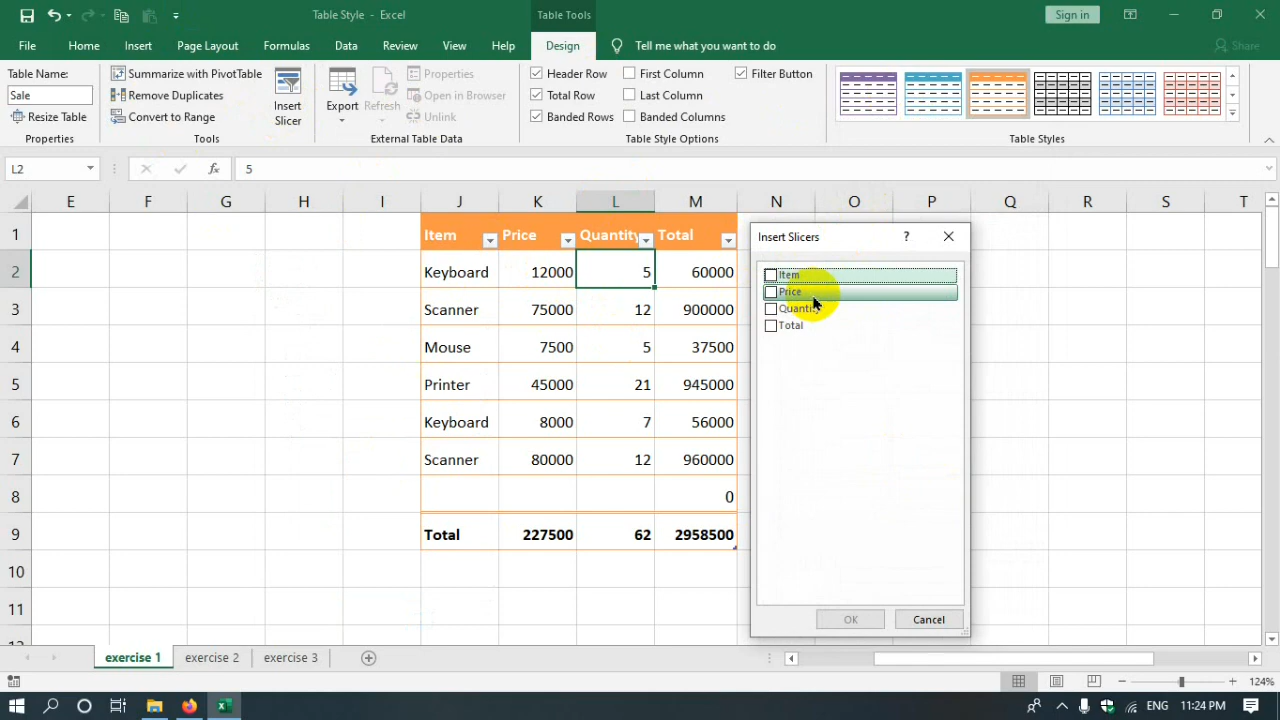 Table Style - Excel
Table Tools
Sign in
File
Home
Insert
Page Layout
Formulas
Data
Review
View
Help
Design
Tell me what you want to do
Share
Table Name:
Sale
Resize Table
Properties
Summarize with PivotTable
Remove Duplicates
Convert to Range
Tools
Insert
Slicer
Export
Refresh
Properties
Open in Browser
Unlink
External Table Data
Header Row
Total Row
Banded Rows
First Column
Last Column
Banded Columns
Filter Button
Table Style Options
Table Styles
L2
fx
5
E F G H I J K L M N O P Q R S T
1 Item Price Quantity Total
2 Keyboard 12000 5 60000
3 Scanner 75000 12 900000
4 Mouse 7500 5 37500
5 Printer 45000 21 945000
6 Keyboard 8000 7 56000
7 Scanner 80000 12 960000
8 0
9 Total 227500 62 2958500
10
11
Insert Slicers
?
Item
Price
Quantity
Total
OK
Cancel
exercise 1
exercise 2
exercise 3
124%
ENG
11:24 PM